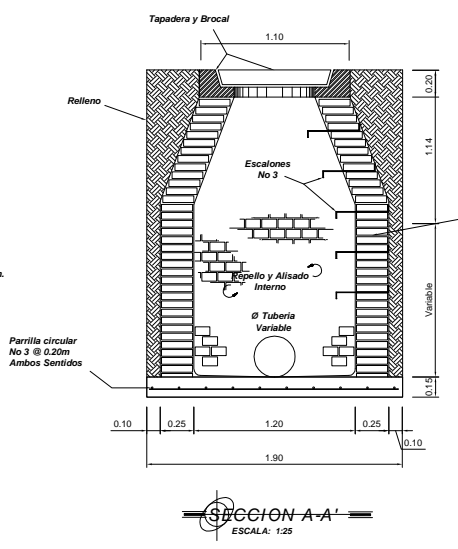 Tapadera y Brocal
1.10
0.20
Relleno
1.14
Escalones
No 3
m.
Repello y Alisado
Interno
Variable
Ø Tuberia
Variable
Parrilla circular
No 3 @ 0.20m
Ambos Sentidos
0.15
0.10
0.25
1.20
0.25
0.10
1.90
SECCION A-A'
ESCALA: 1:25